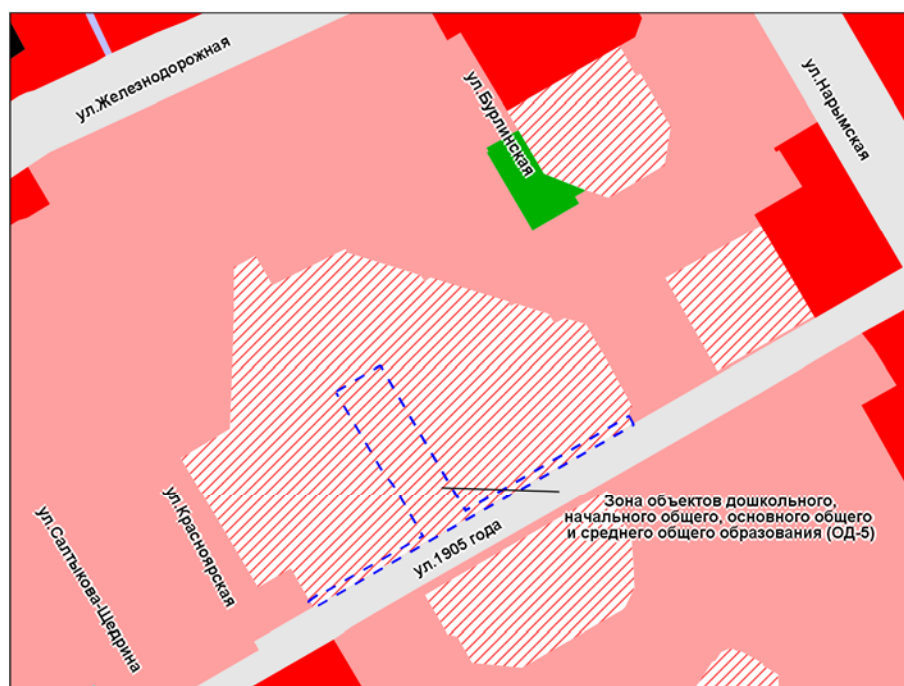 ул.Железнодорожная
ул.Бурлинская
ул.Нарымская
ул.Салтыкова-Щедрина
ул.Красноярская
ул.1905 года
Зона объектов дошкольного,
начального общего, основного общего
и среднего общего образования (ОД-5)